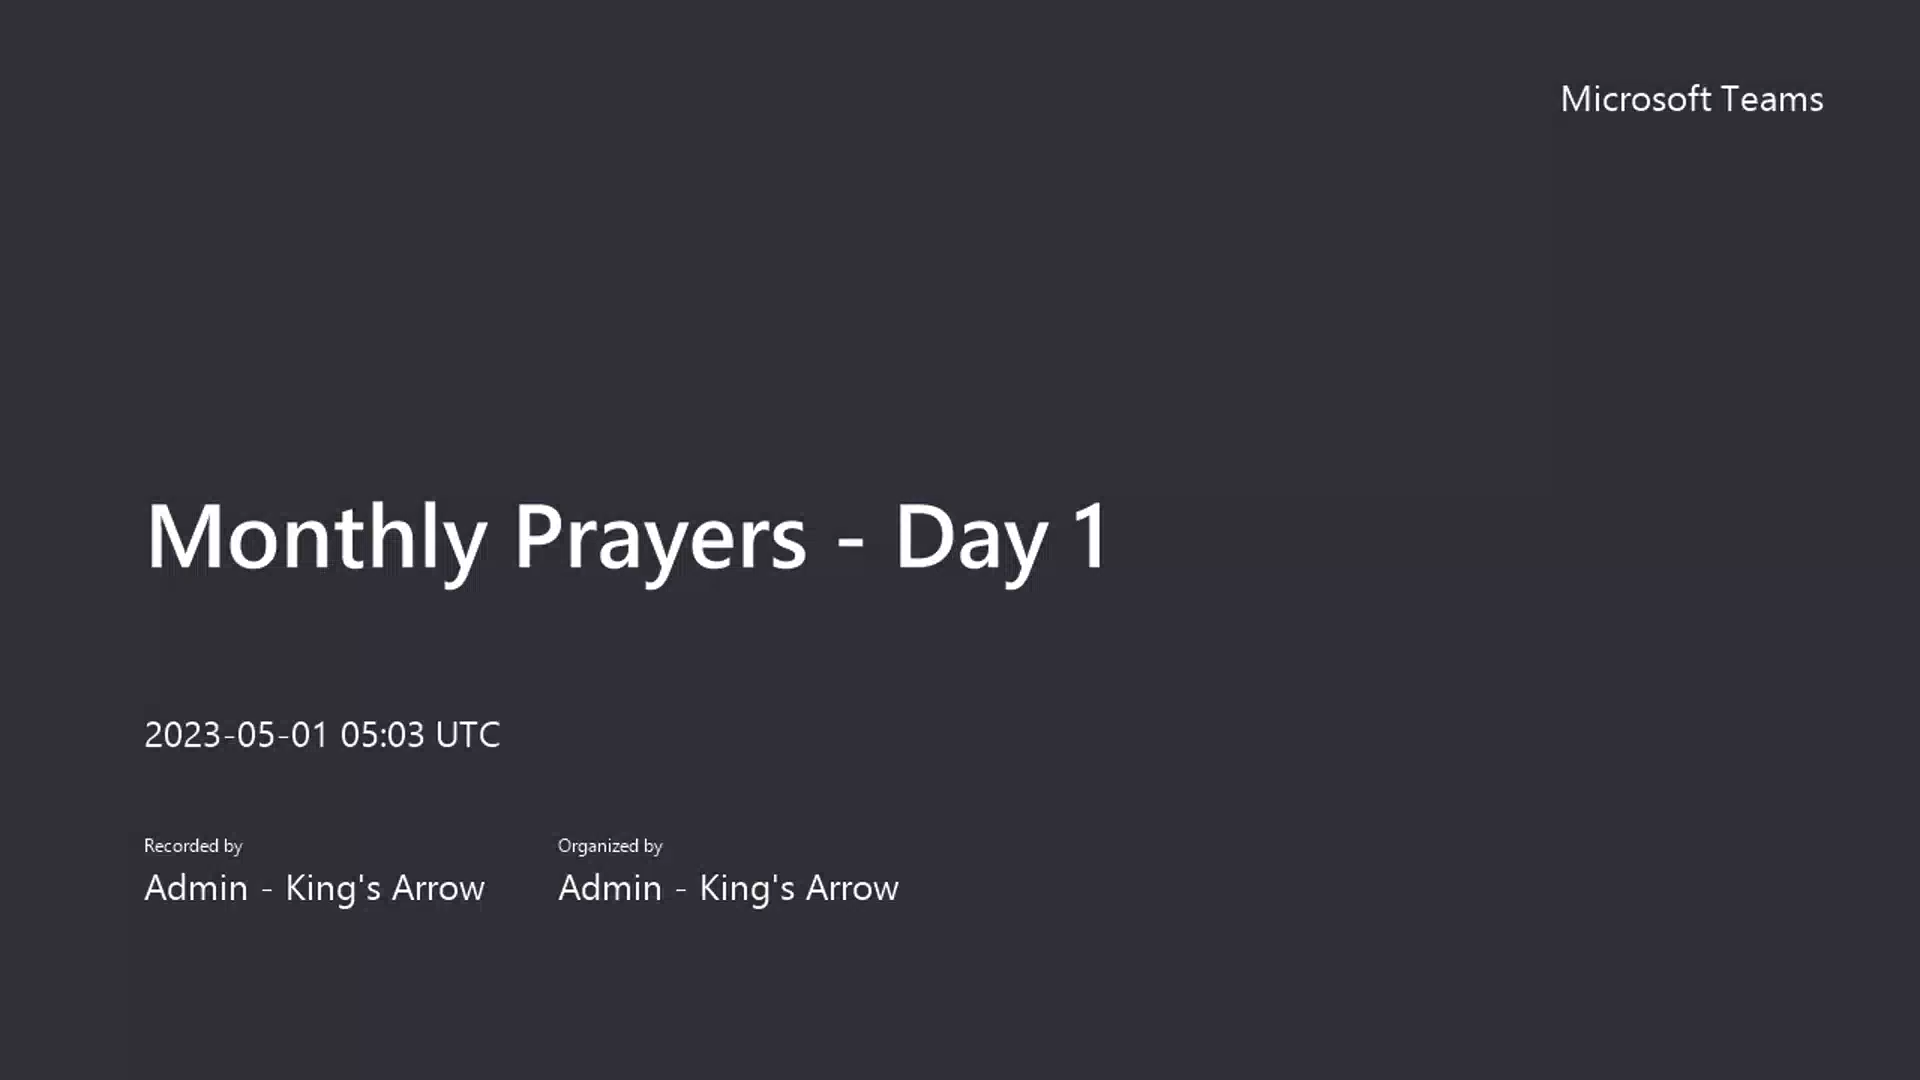 Microsoft Teams
Monthly Prayers - Day 1
2023-05-01 05:03 UTC
Recorded by
Organized by
Admin - King's Arrow
Admin - King's Arrow